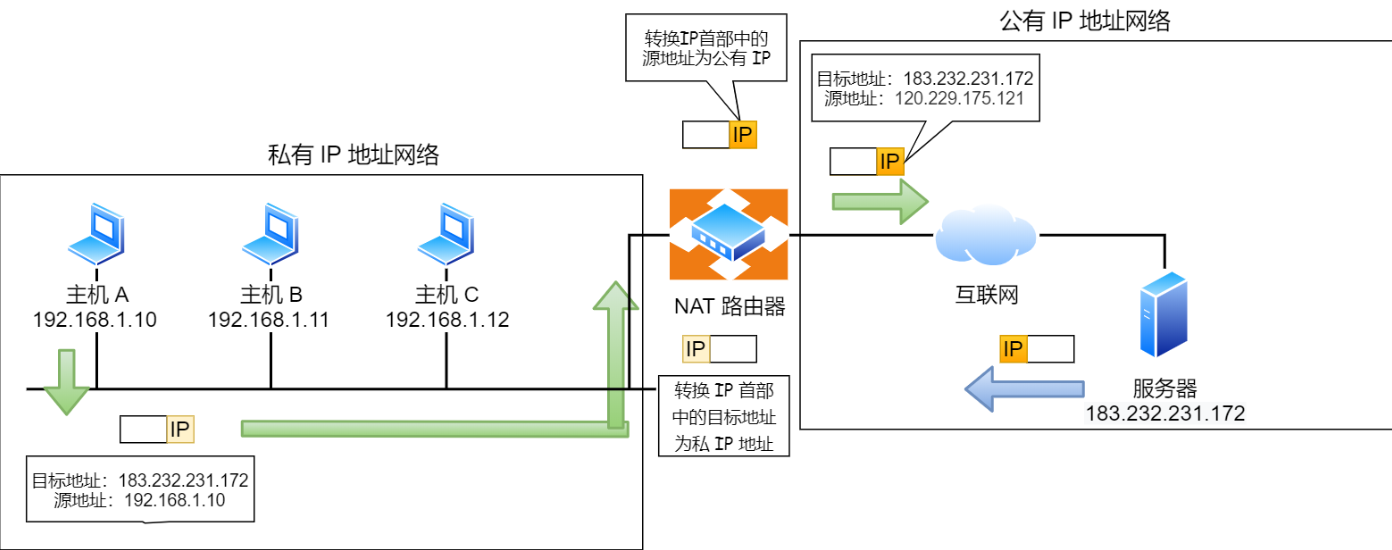 公有 IP 地址网络
转换IP首部中的
源地址为公有 IP
目标地址：183.232.231.172
源地址：120.229.175.121
IP
IP
私有 IP 地址网络
主机 A
192.168.1.10
主机 B
192.168.1.11
主机 C
192.168.1.12
NAT 路由器
互联网
IP
IP
服务器
183.232.231.172
转换 IP 首部
中的目标地址
为私 IP 地址
IP
目标地址：183.232.231.172
源地址：192.168.1.10